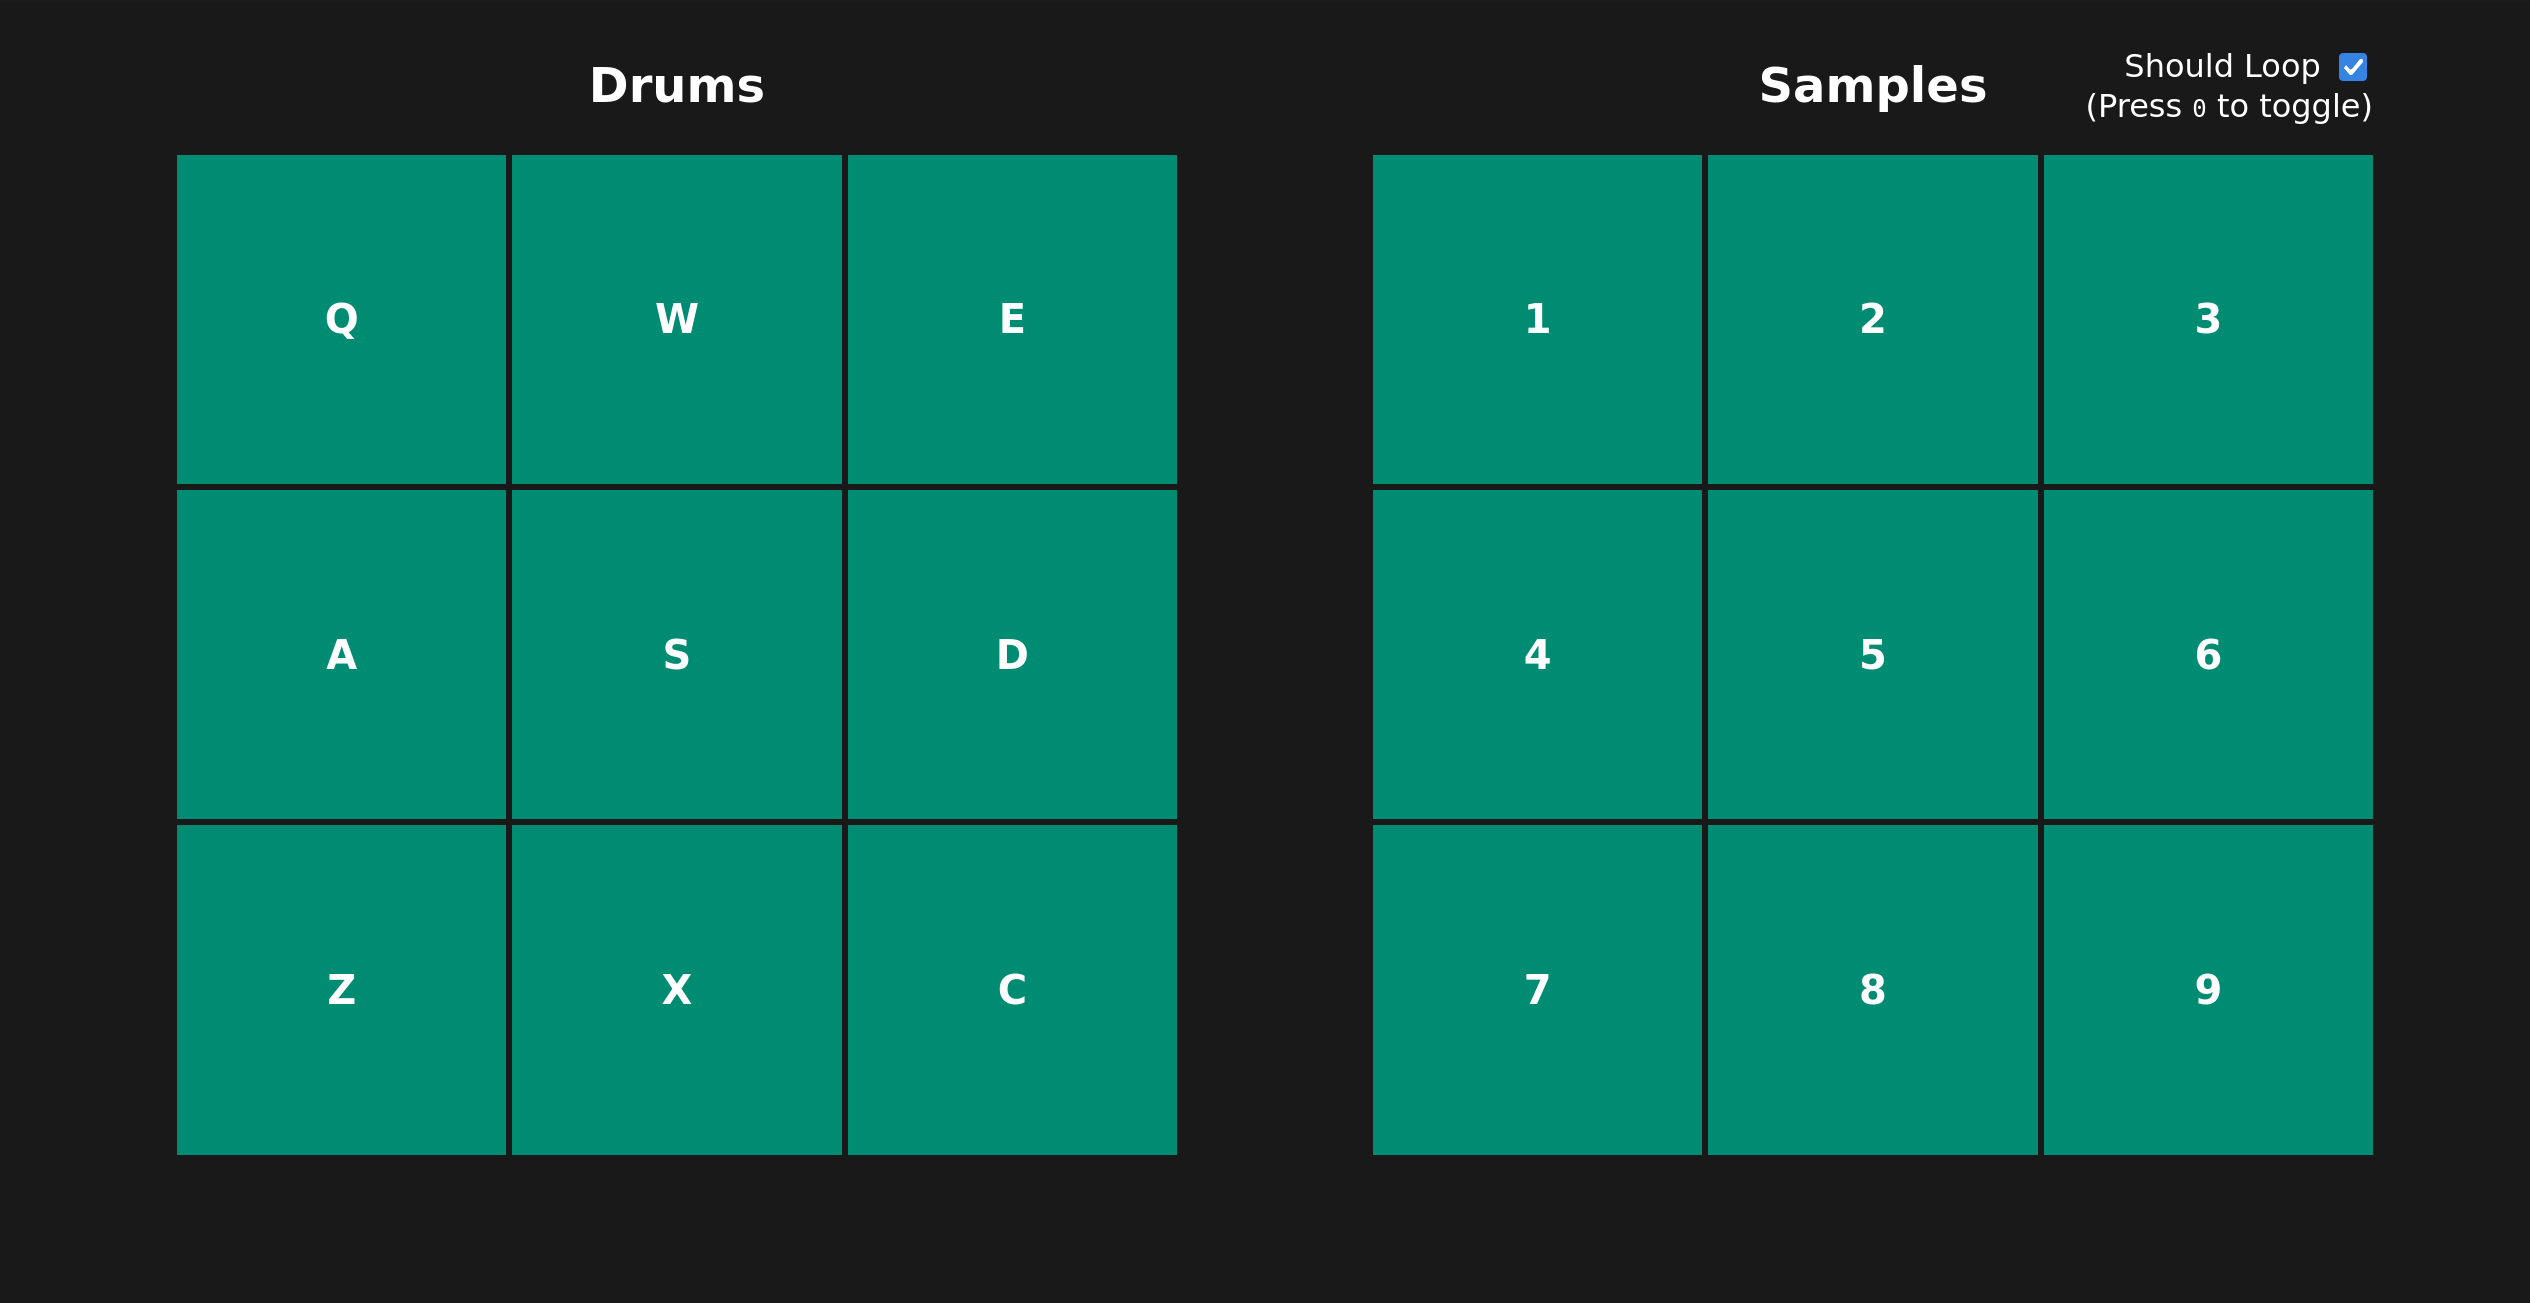 Drums
Q W E
A S D
Z X C
Samples
Should Loop
(Press 0 to toggle)
1 2 3
4 5 6
7 8 9